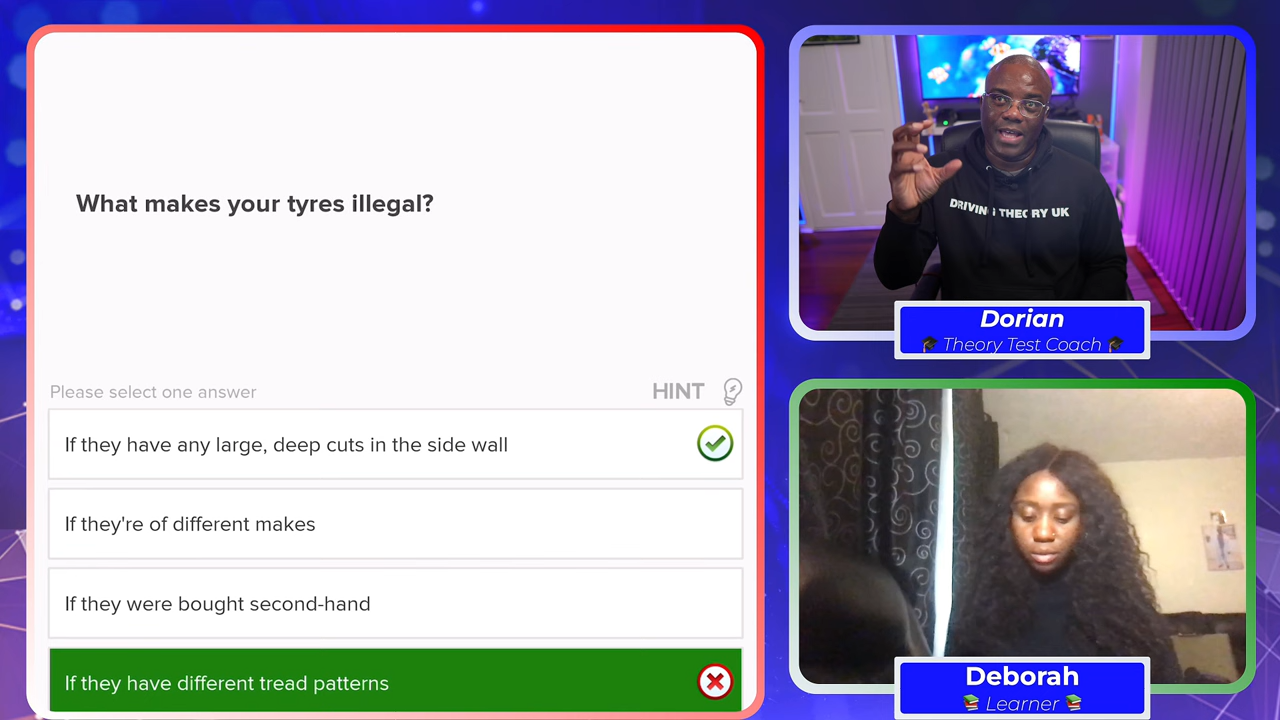 What makes your tyres illegal?
Please select one answer
HINT
If they have any large, deep cuts in the side wall
If they're of different makes
If they were bought second-hand
If they have different tread patterns
DRIVING THEORY UK
Dorian
🎓 Theory Test Coach 🎓
Deborah
📚 Learner 📚